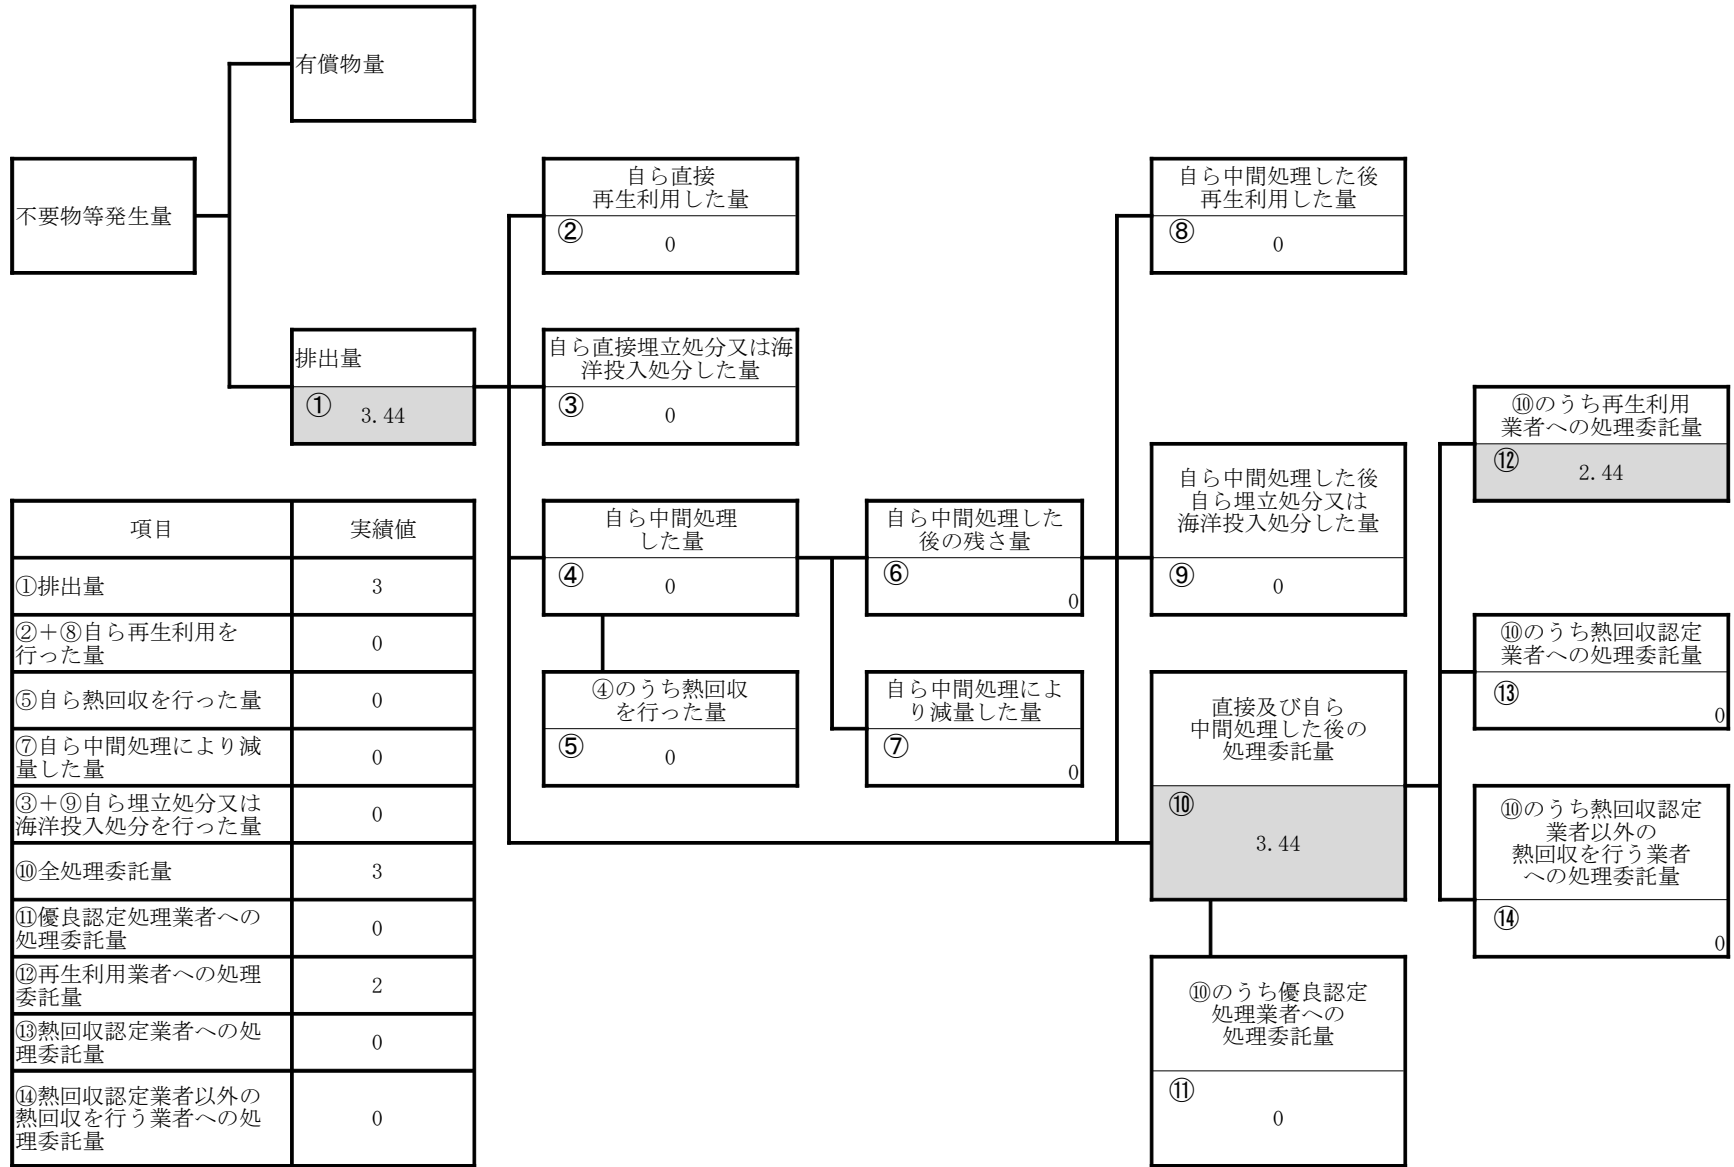 有償物量
不要物等発生量
排出量
①
3.44
自ら直接
再生利用した量
②
0
自ら直接埋立処分又は海
洋投入処分した量
③
0
自ら中間処理
した量
④
0
④のうち熱回収
を行った量
⑤
0
自ら中間処理した
後の残さ量
⑥
0
自ら中間処理によ
り減量した量
⑦
0
自ら中間処理した後
再生利用した量
⑧
0
自ら中間処理した後
自ら埋立処分又は
海洋投入処分した量
⑨
0
直接及び自ら
中間処理した後の
処理委託量
⑩
3.44
⑩のうち優良認定
処理業者への
処理委託量
⑪
0
⑩のうち再生利用
業者への処理委託量
⑫
2.44
⑩のうち熱回収認定
業者への処理委託量
⑬
0
⑩のうち熱回収認定
業者以外の
熱回収を行う業者
への処理委託量
⑭
0
項目 実績値
①排出量 3
②+⑧自ら再生利用を
行った量 0
⑤自ら熱回収を行った量 0
⑦自ら中間処理により減
量した量 0
③+⑨自ら埋立処分又は
海洋投入処分を行った量 0
⑩全処理委託量 3
⑪優良認定処理業者への
処理委託量 0
⑫再生利用業者への処理
委託量 2
⑬熱回収認定業者への処
理委託量 0
⑭熱回収認定業者以外の
熱回収を行う業者への処
理委託量 0